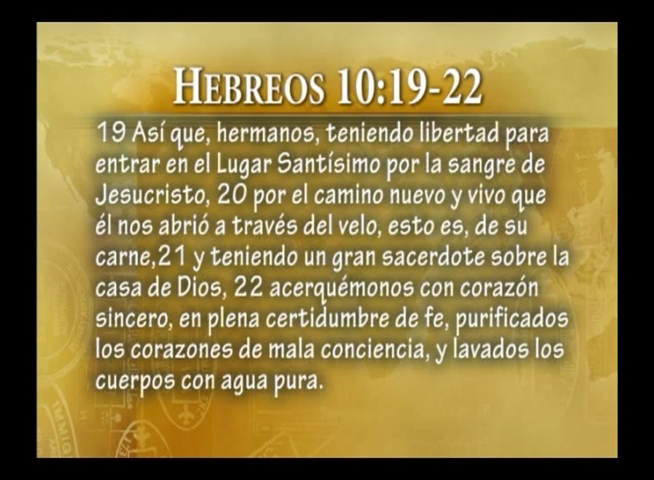 HEBREOS 10:19-22
19 Así que, hermanos, teniendo libertad para
entrar en el Lugar Santísimo por la sangre de
Jesucristo, 20 por el camino nuevo y vivo que
él nos abrió a través del velo, esto es, de su
carne,21 y teniendo un gran sacerdote sobre la
casa de Dios, 22 acerquémonos con corazón
sincero, en plena certidumbre de fe, purificados
los corazones de mala conciencia, y lavados los
cuerpos con agua pura.
IMMIG